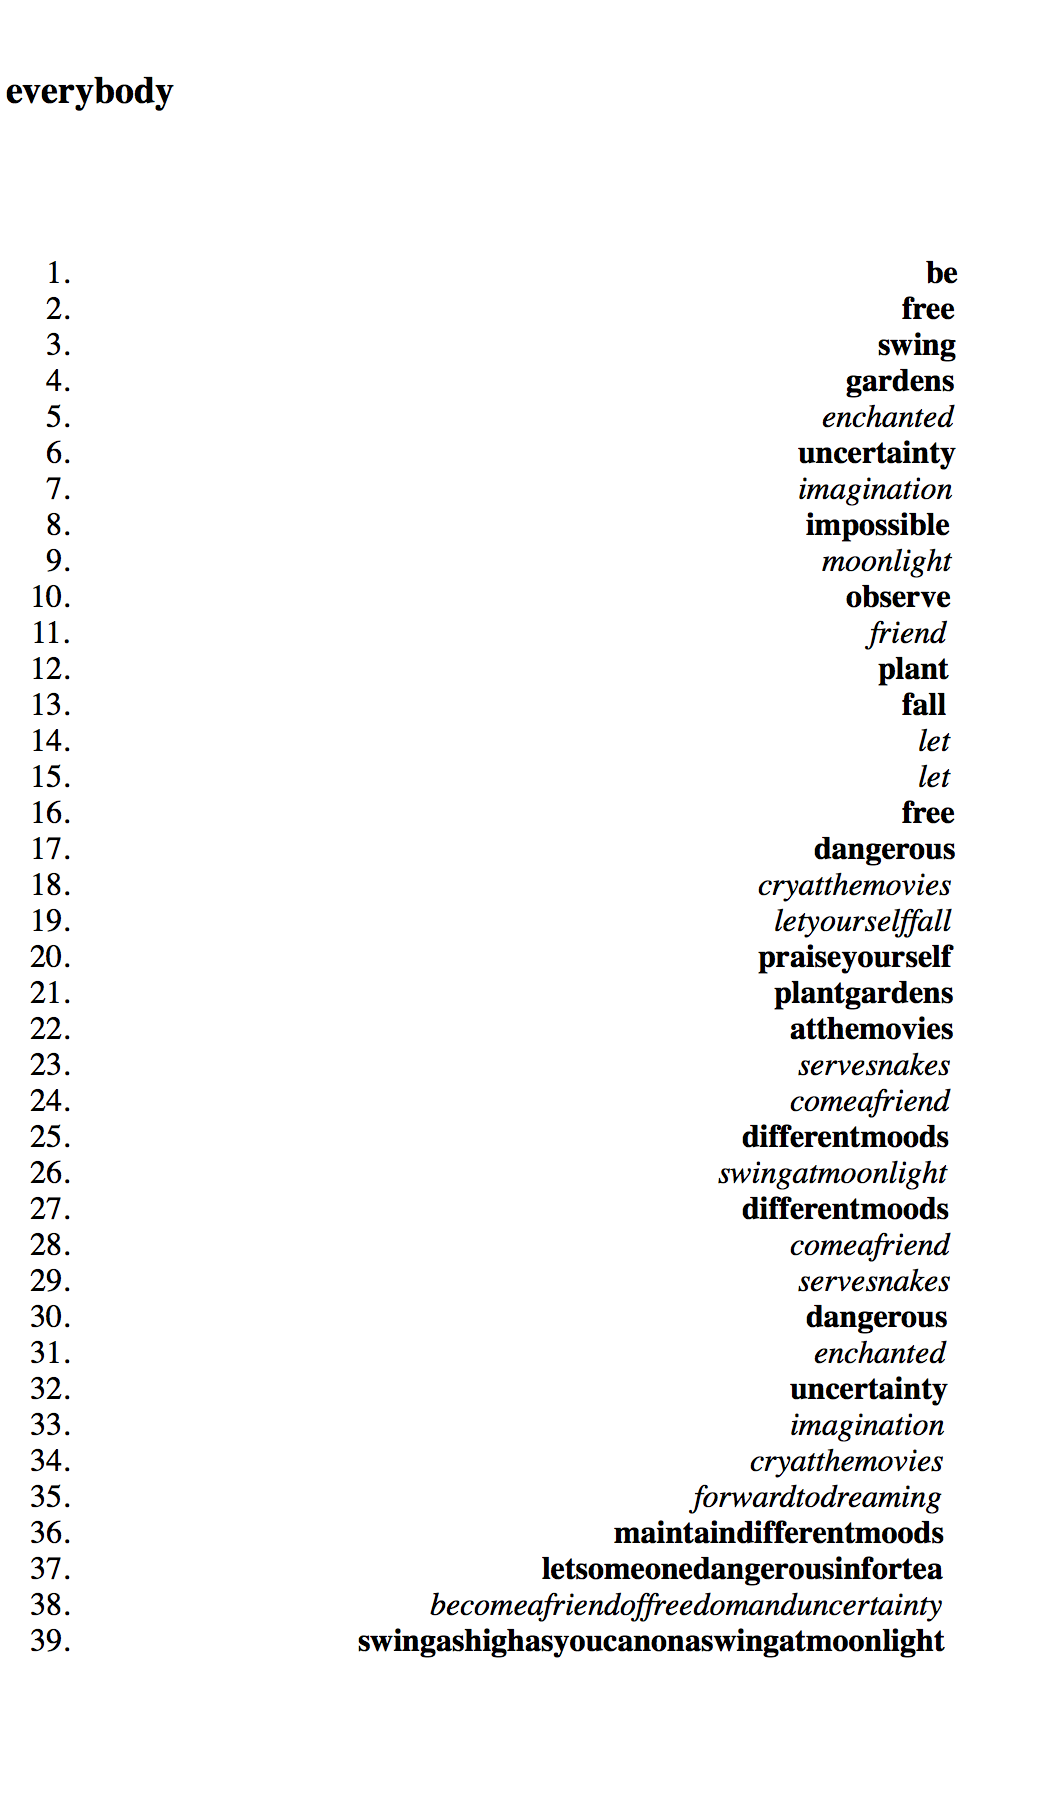 everybody
1. be
2. free
3. swing
4. gardens
5. enchanted
6. uncertainty
7. imagination
8. impossible
9. moonlight
10. observe
11. friend
12. plant
13. fall
14. let
15. let
16. free
17. dangerous
18. cryatthemovies
19. letyourselffall
20. praiseyourself
21. plantgardens
22. atthemovies
23. servesnakes
24. comeafriend
25. differentmoods
26. swingatmoonlight
27. differentmoods
28. comeafriend
29. servesnakes
30. dangerous
31. enchanted
32. uncertainty
33. imagination
34. cryatthemovies
35. forwardtodreaming
36. maintaindifferentmoods
37. letsomeonedangerousinfortea
38. becomeafriendoffreedomanduncertainty
39. swingashighasyoucanonaswingatmoonlight